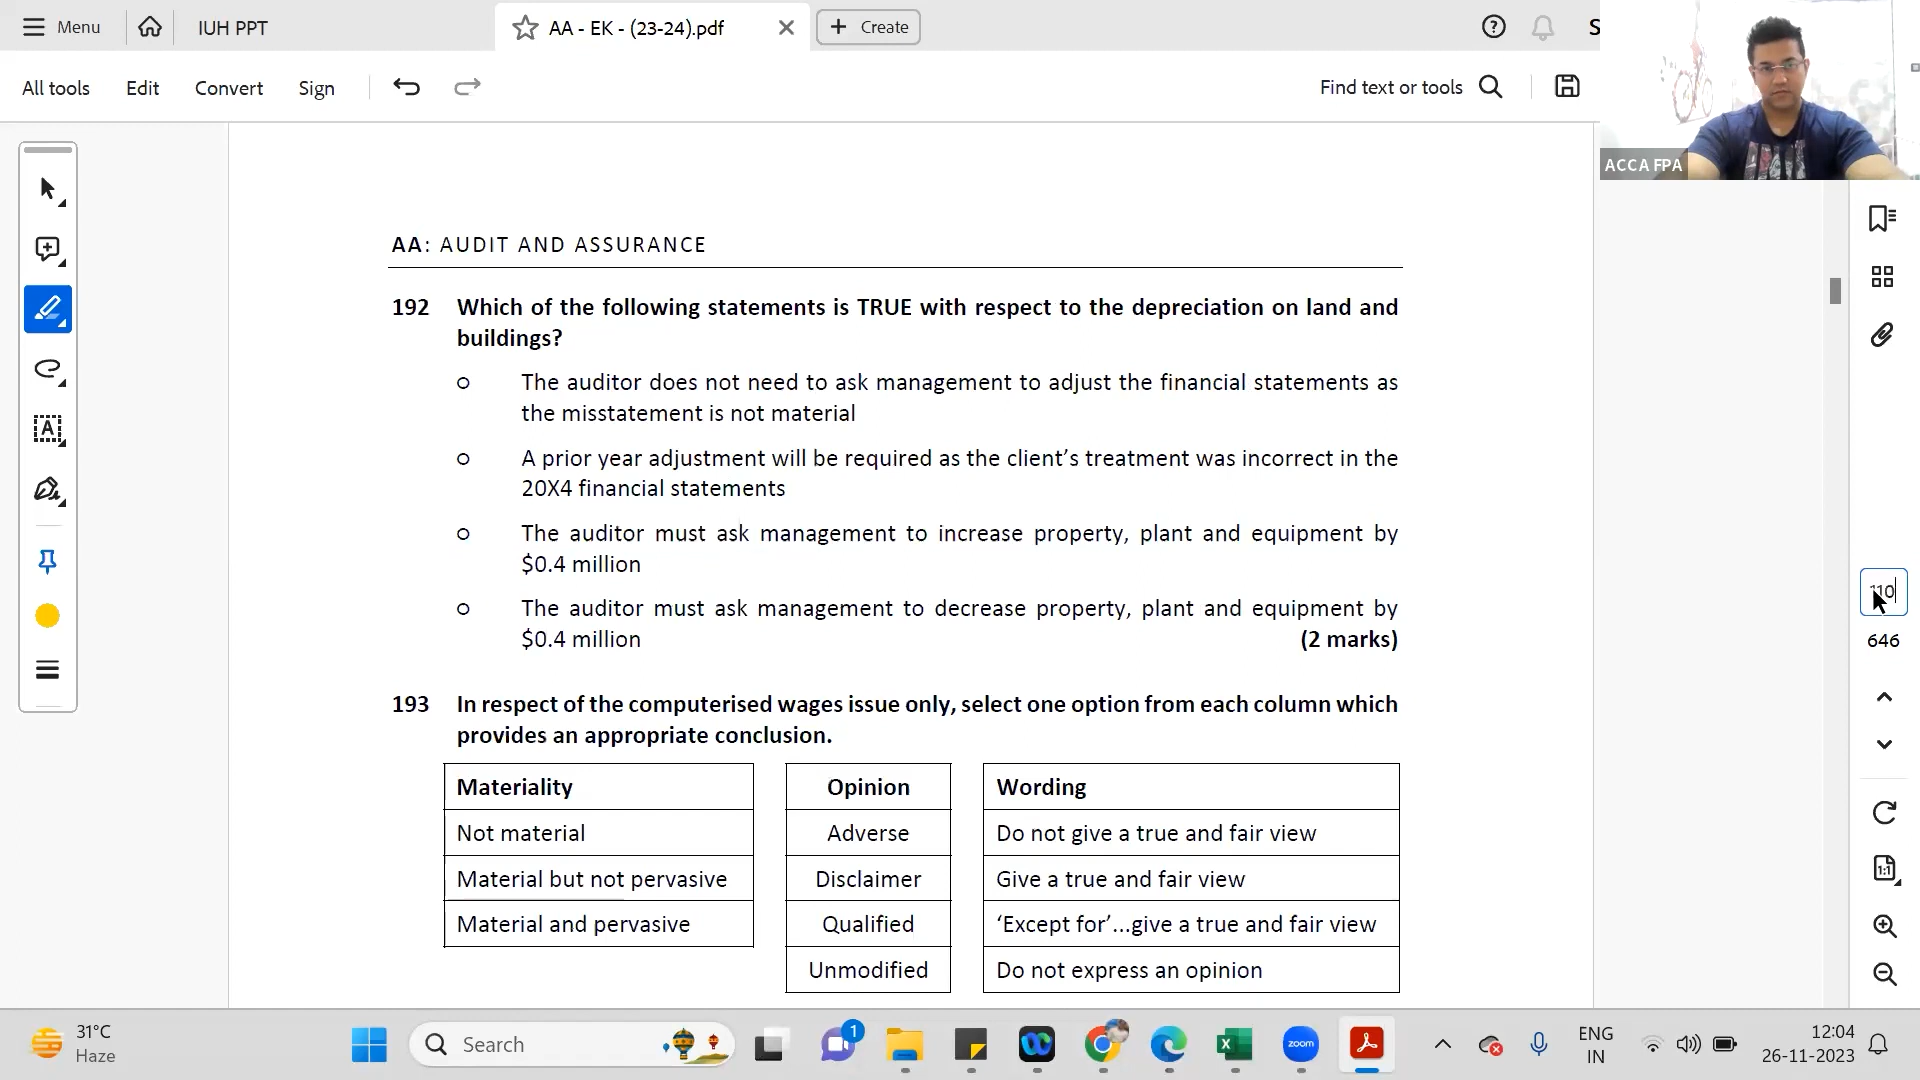 Menu
IUH PPT
AA - EK - (23-24).pdf
Create
All tools
Edit
Convert
Sign
Find text or tools
ACCA FPA
AA: AUDIT AND ASSURANCE
192 Which of the following statements is TRUE with respect to the depreciation on land and
buildings?
The auditor does not need to ask management to adjust the financial statements as
the misstatement is not material
A prior year adjustment will be required as the client’s treatment was incorrect in the
20X4 financial statements
The auditor must ask management to increase property, plant and equipment by
$0.4 million
The auditor must ask management to decrease property, plant and equipment by
$0.4 million (2 marks)
193 In respect of the computerised wages issue only, select one option from each column which
provides an appropriate conclusion.
Materiality Opinion Wording
Not material Adverse Do not give a true and fair view
Material but not pervasive Disclaimer Give a true and fair view
Material and pervasive Qualified ‘Except for’...give a true and fair view
Unmodified Do not express an opinion
646
1:1
31°C
Haze
Search
1
zoom
ENG
IN
12:04
26-11-2023